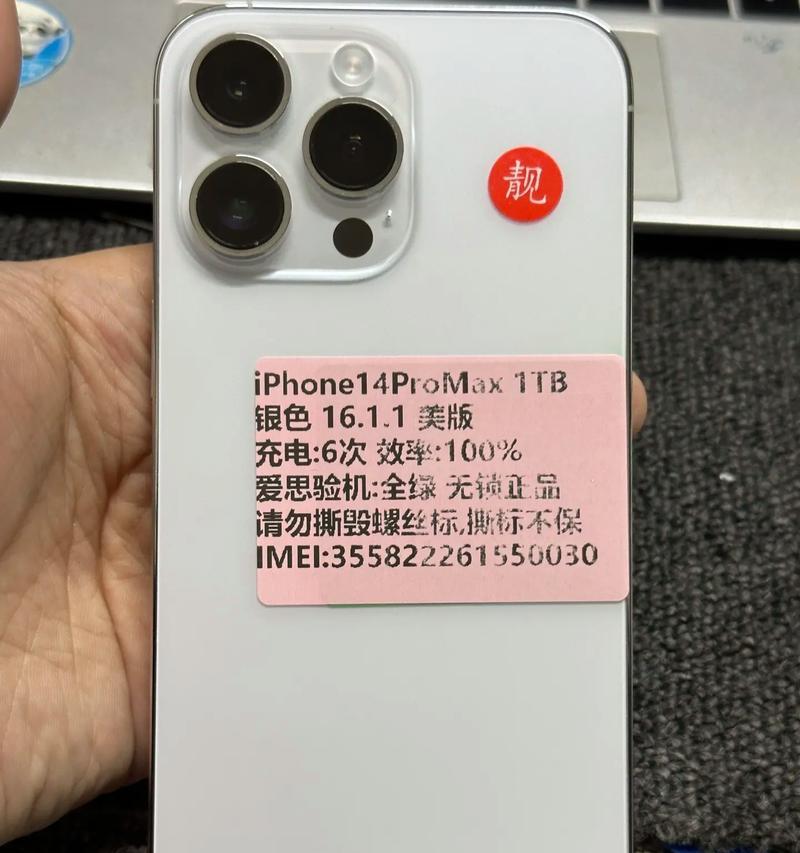 靓
iPhone14ProMax 1TB
银色 16.1.1 美版
充电:6次 效率:100%
爱思验机:全绿 无锁正品
请勿撕毁螺丝标,撕标不保
IMEI:355822261550030